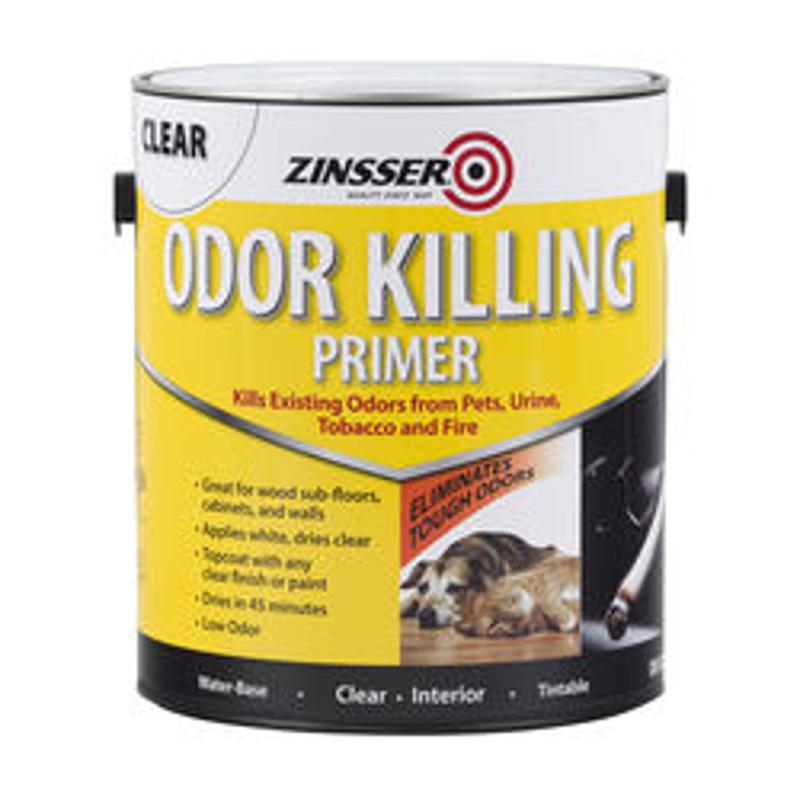 CLEAR
ZINSSER
ODOR KILLING
PRIMER
Kills Existing Odors from Pets, Urine,
Tobacco and Fire
ELIMINATES
TOUGH ODORS
• Great for wood sub-floors,
cabinets, and walls
• Applies white, dries clear
• Topcoat with any
clear finish or paint
• Dries in 45 minutes
• Low Odor
Water-Base • Clear • Interior • Tintable